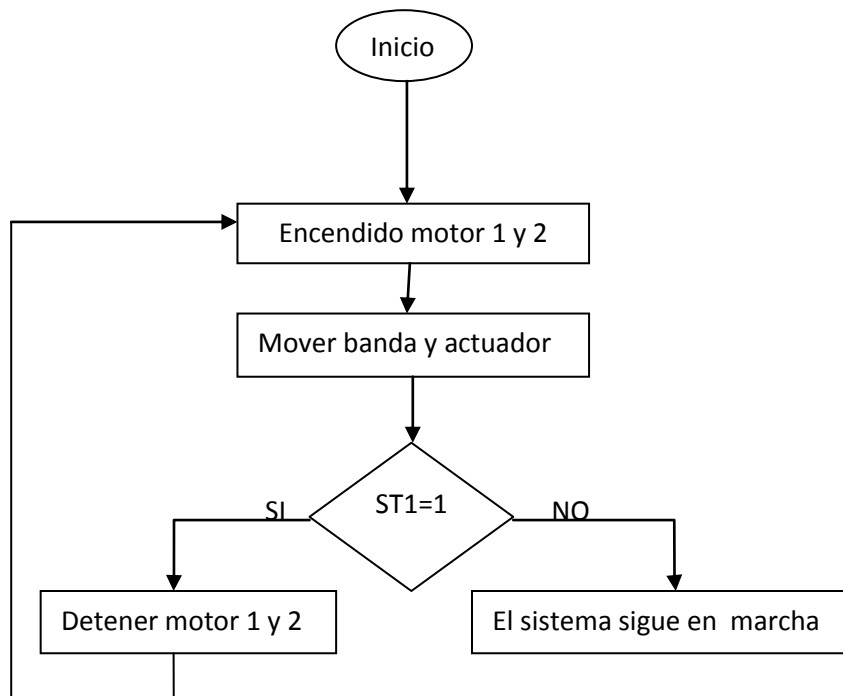 Inicio
Encendido motor 1 y 2
Mover banda y actuador
ST1=1
SI
NO
Detener motor 1 y 2
El sistema sigue en marcha